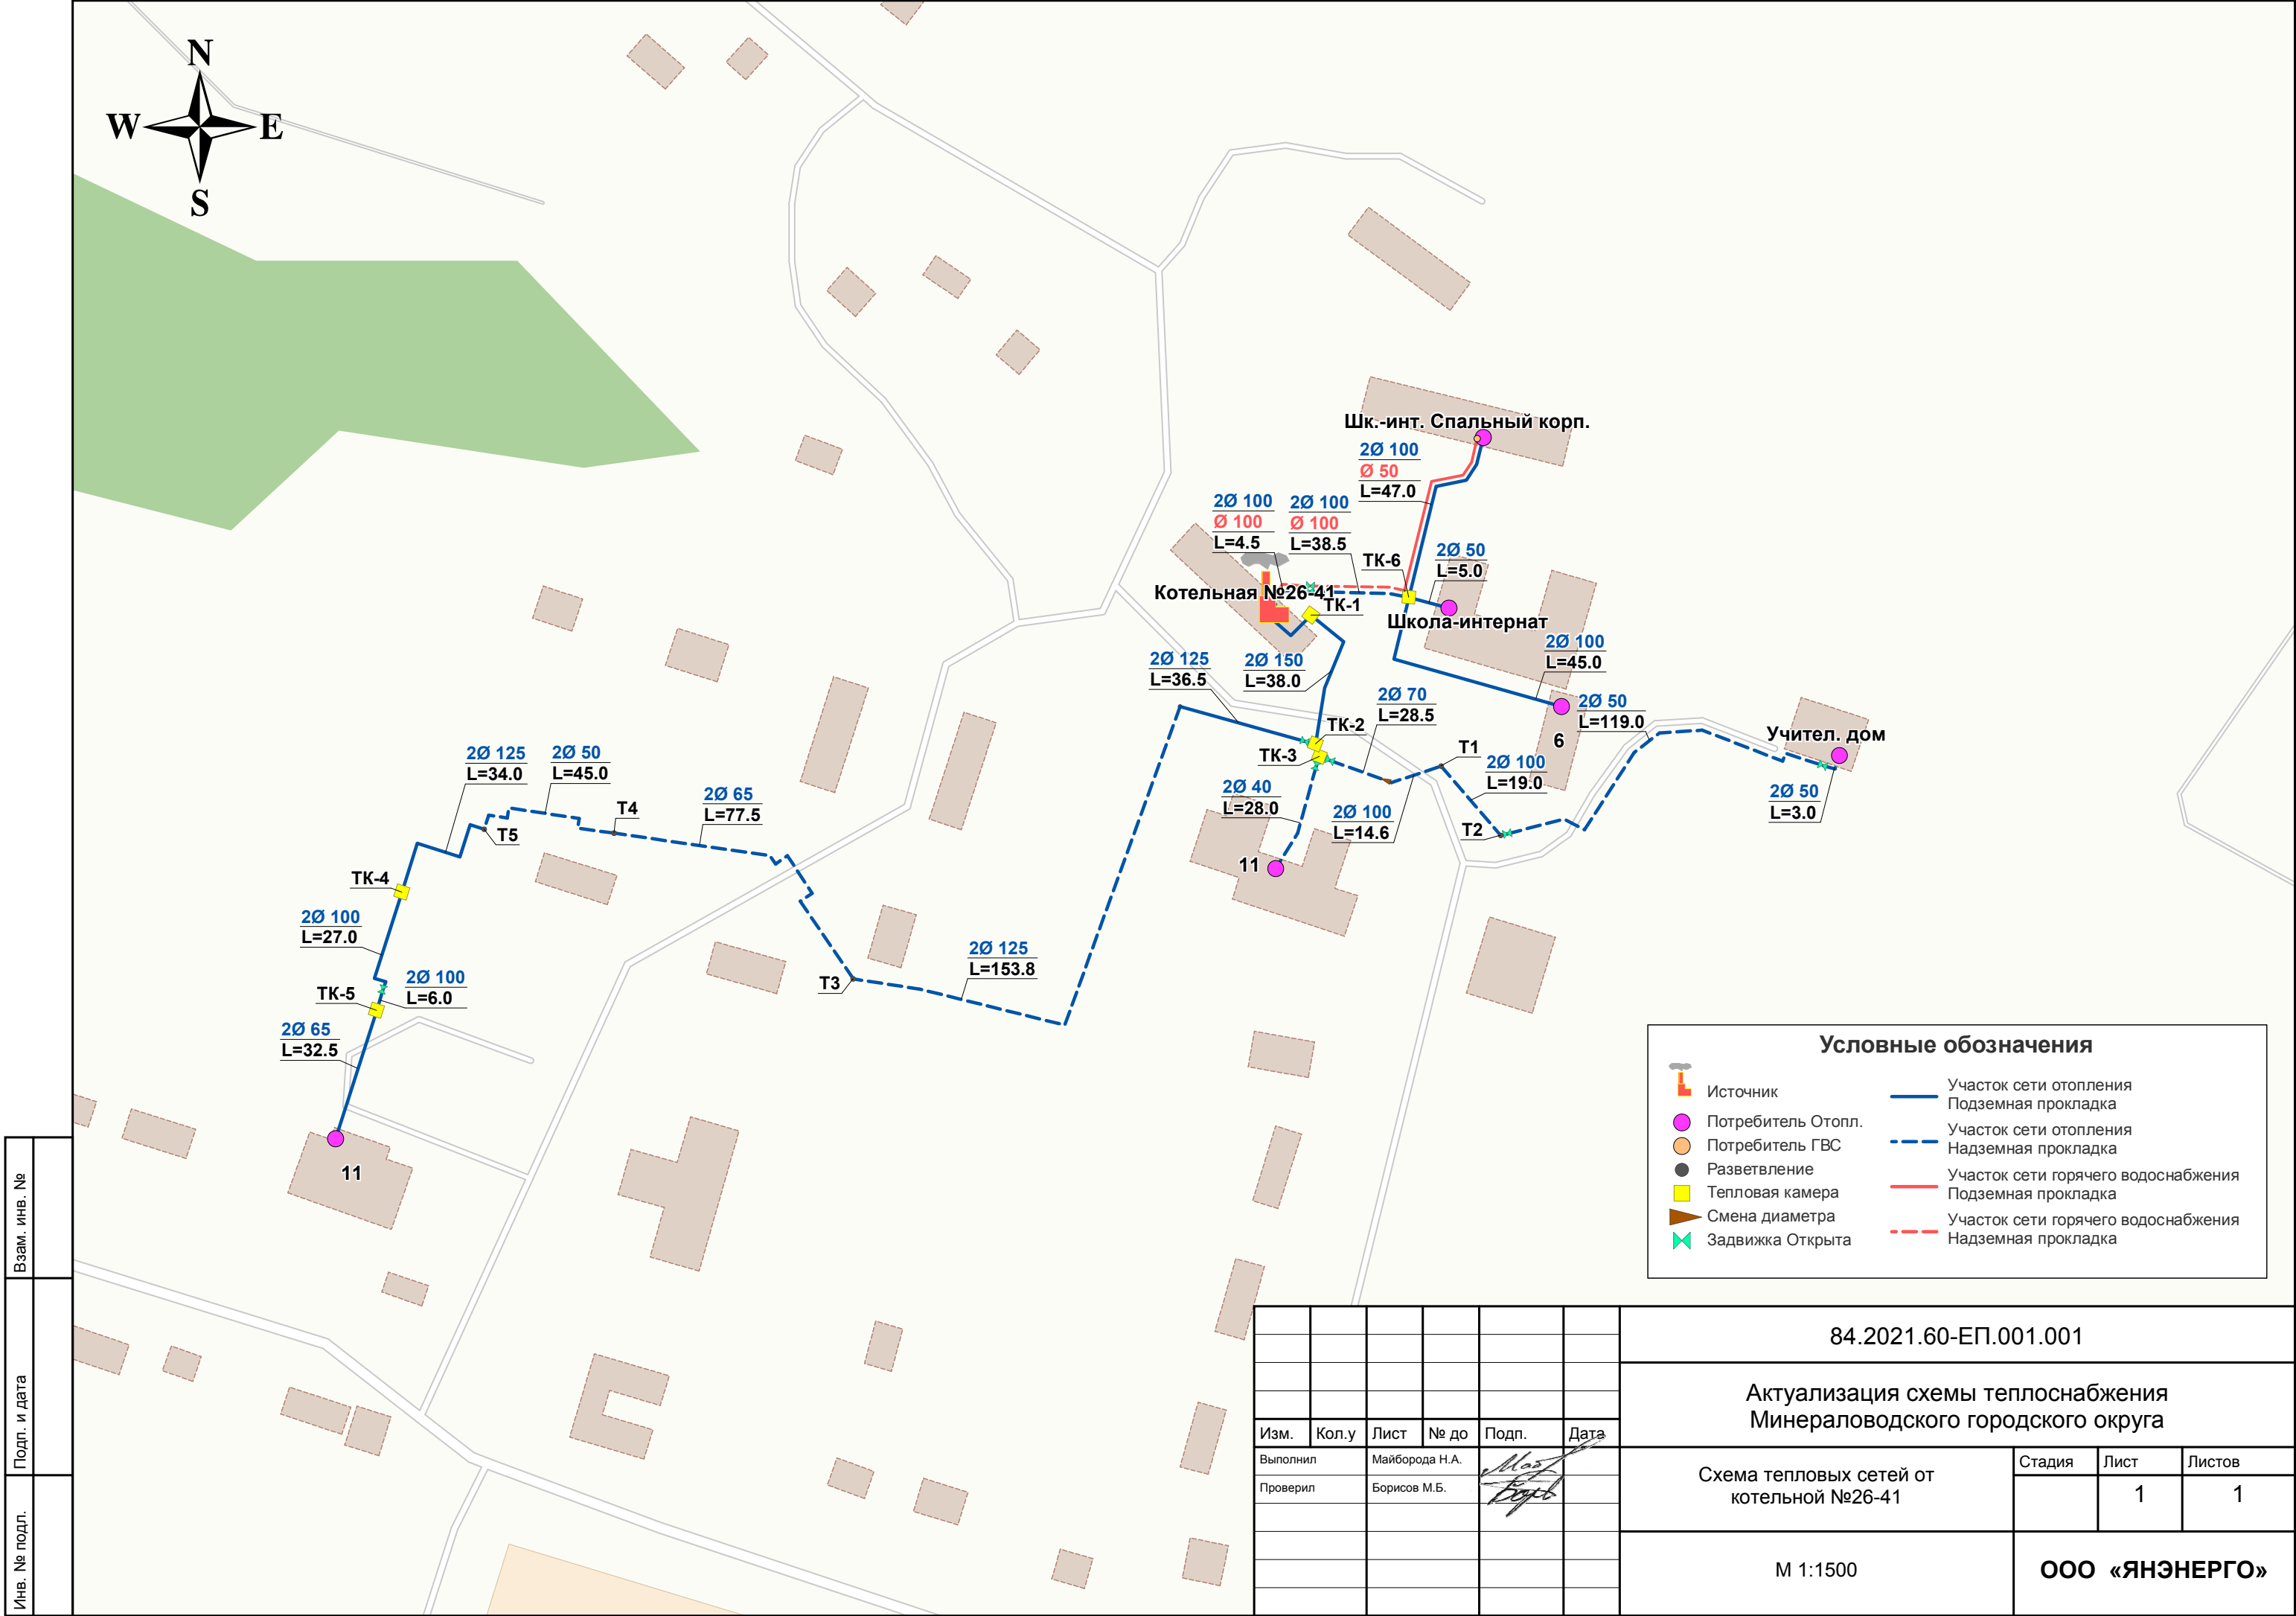 N
W E
S
Шк.-инт. Спальный корп.
2Ø 100
Ø 50
L=47.0
2Ø 100
Ø 100
L=4.5
2Ø 100
Ø 100
L=38.5
ТК-6
2Ø 50
L=5.0
Котельная №26-41
ТК-1
Школа-интернат
2Ø 100
L=45.0
2Ø 125
L=36.5
2Ø 150
L=38.0
2Ø 70
L=28.5
2Ø 50
L=119.0
ТК-2
ТК-3
Т1
6
Учител. дом
2Ø 125
L=34.0
2Ø 50
L=45.0
2Ø 65
L=77.5
2Ø 40
L=28.0
2Ø 100
L=19.0
2Ø 50
L=3.0
2Ø 100
L=14.6
Т4
Т5
Т2
11
ТК-4
2Ø 100
L=27.0
2Ø 125
L=153.8
Т3
ТК-5
2Ø 100
L=6.0
2Ø 65
L=32.5
11
Условные обозначения
Источник
Потребитель Отопл.
Потребитель ГВС
Разветвление
Тепловая камера
Смена диаметра
Задвижка Открыта
Участок сети отопления
Подземная прокладка
Участок сети отопления
Надземная прокладка
Участок сети горячего водоснабжения
Подземная прокладка
Участок сети горячего водоснабжения
Надземная прокладка
Взам. инв. №
Подп. и дата
Инв. № подл.
84.2021.60-ЕП.001.001
Актуализация схемы теплоснабжения
Минераловодского городского округа
Изм. Кол.у Лист № до Подп. Дата
Выполнил Майборода Н.А.
Проверил Борисов М.Б.
Схема тепловых сетей от
котельной №26-41
Стадия Лист Листов
1 1
М 1:1500
ООО «ЯНЭНЕРГО»